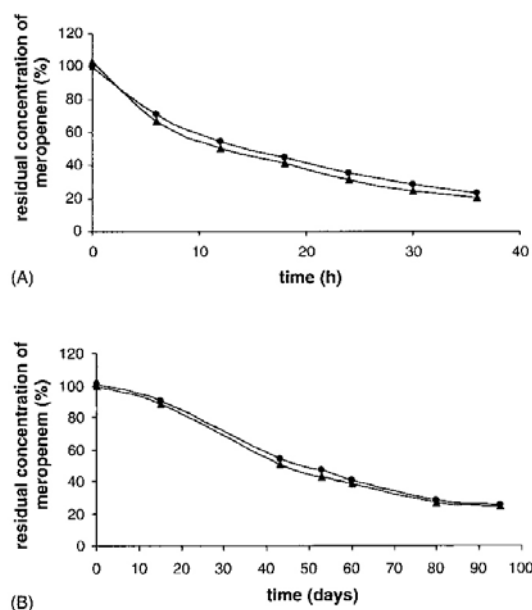 residual concentration of
meropenem (%)
120
100
80
60
40
20
0
0 10 20 30 40
(A)
time (h)
residual concentration of
meropenem (%)
120
100
80
60
40
20
0
0 10 20 30 40 50 60 70 80 90 100
time (days)
(B)